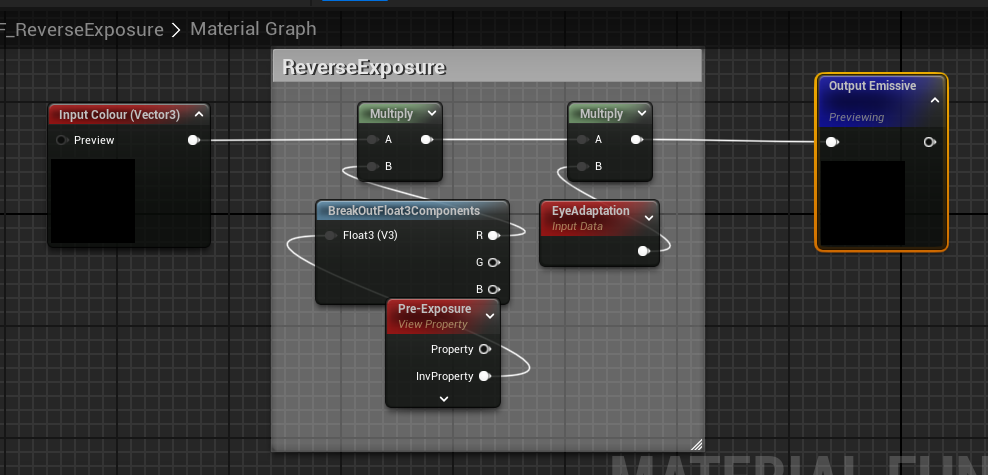 F_ReverseExposure > Material Graph
ReverseExposure
Input Colour (Vector3)
Preview
Multiply
A
B
Multiply
A
B
Output Emissive
Previewing
BreakOutFloat3Components
Float3 (V3)
R
G
B
EyeAdaptation
Input Data
Pre-Exposure
View Property
Property
InvProperty
MATERIAL FUN